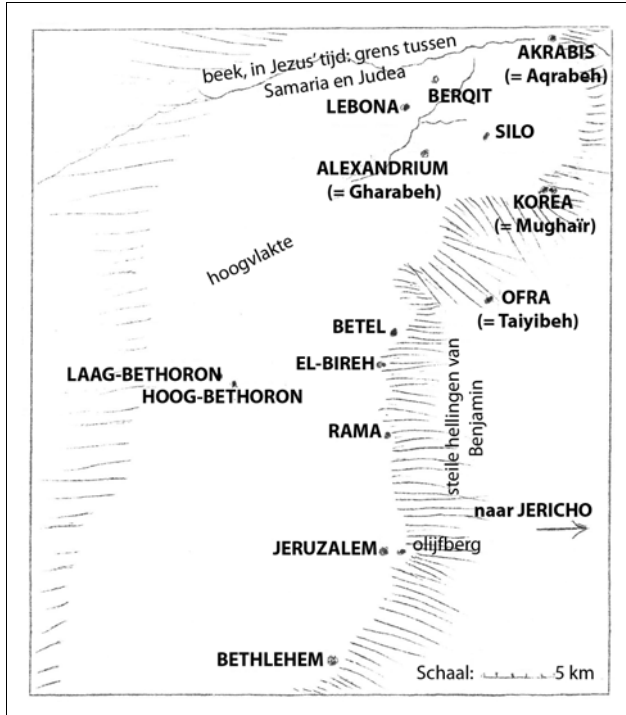 AKRABIS
(= Aqrabeh)
beek, in Jezus' tijd: grens tussen
Samaria en Judea
BERQIT
LEBONA
SILO
ALEXANDRIUM
(= Gharabeh)
KOREA
(= Mughaïr)
hoogvlakte
OFRA
(= Taiyibeh)
BETEL
EL-BIREH
LAAG-BETHORON
HOOG-BETHORON
steile hellingen van
Benjamin
RAMA
naar JERICHO
JERUZALEM
olijfberg
BETHLEHEM
Schaal: 5 km